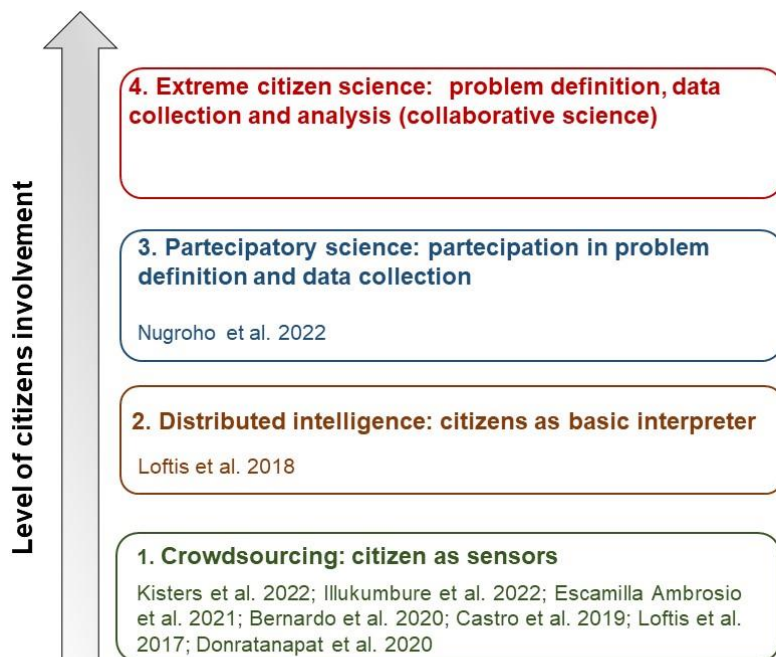 Level of citizens involvement
4. Extreme citizen science: problem definition, data
collection and analysis (collaborative science)
3. Partecipatory science: partecipation in problem
definition and data collection
Nugroho et al. 2022
2. Distributed intelligence: citizens as basic interpreter
Loftis et al. 2018
1. Crowdsourcing: citizen as sensors
Kisters et al. 2022; Illukumbure et al. 2022; Escamilla Ambrosio
et al. 2021; Bernardo et al. 2020; Castro et al. 2019; Loftis et al.
2017; Donratanapat et al. 2020